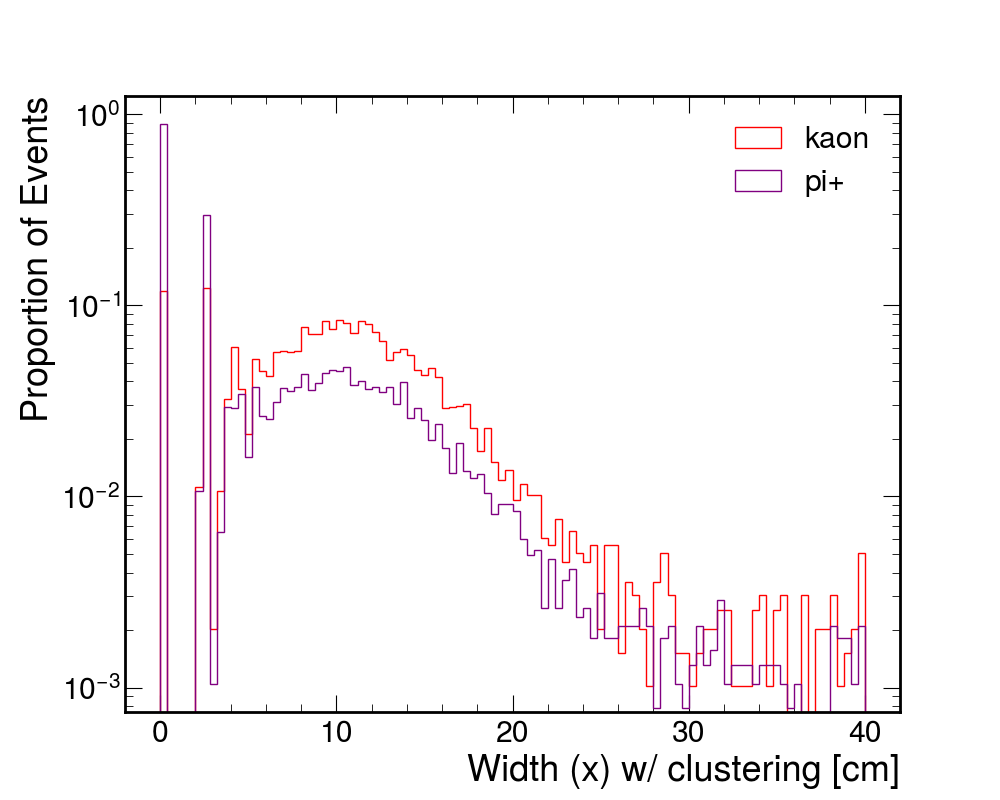 Proportion of Events
10⁰
10⁻¹
10⁻²
10⁻³
kaon
pi+
0 10 20 30 40
Width (x) w/ clustering [cm]